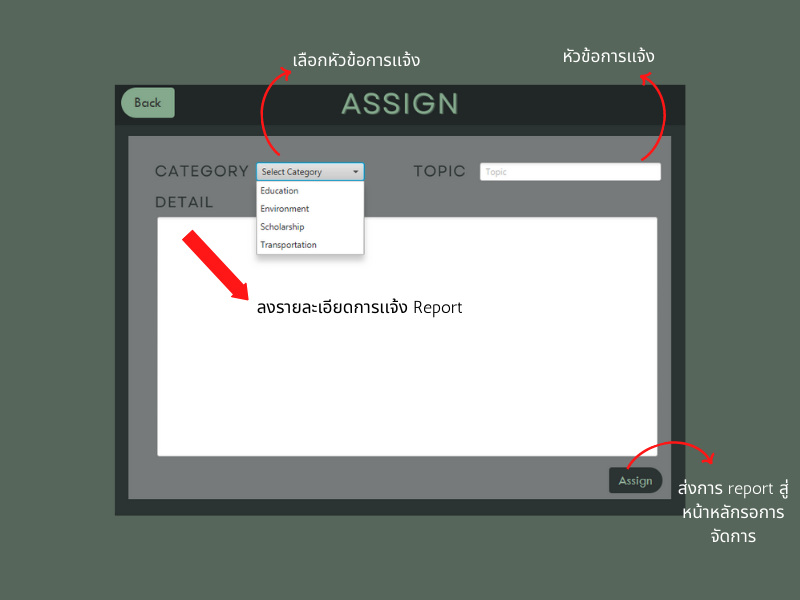 เลือกหัวข้อการแจ้ง
หัวข้อการแจ้ง
Back
ASSIGN
CATEGORY
Select Category
TOPIC
Topic
Education
Environment
Scholarship
Transportation
DETAIL
ลงรายละเอียดการแจ้ง Report
Assign
ส่งการ report สู่
หน้าหลักรอการ
จัดการ